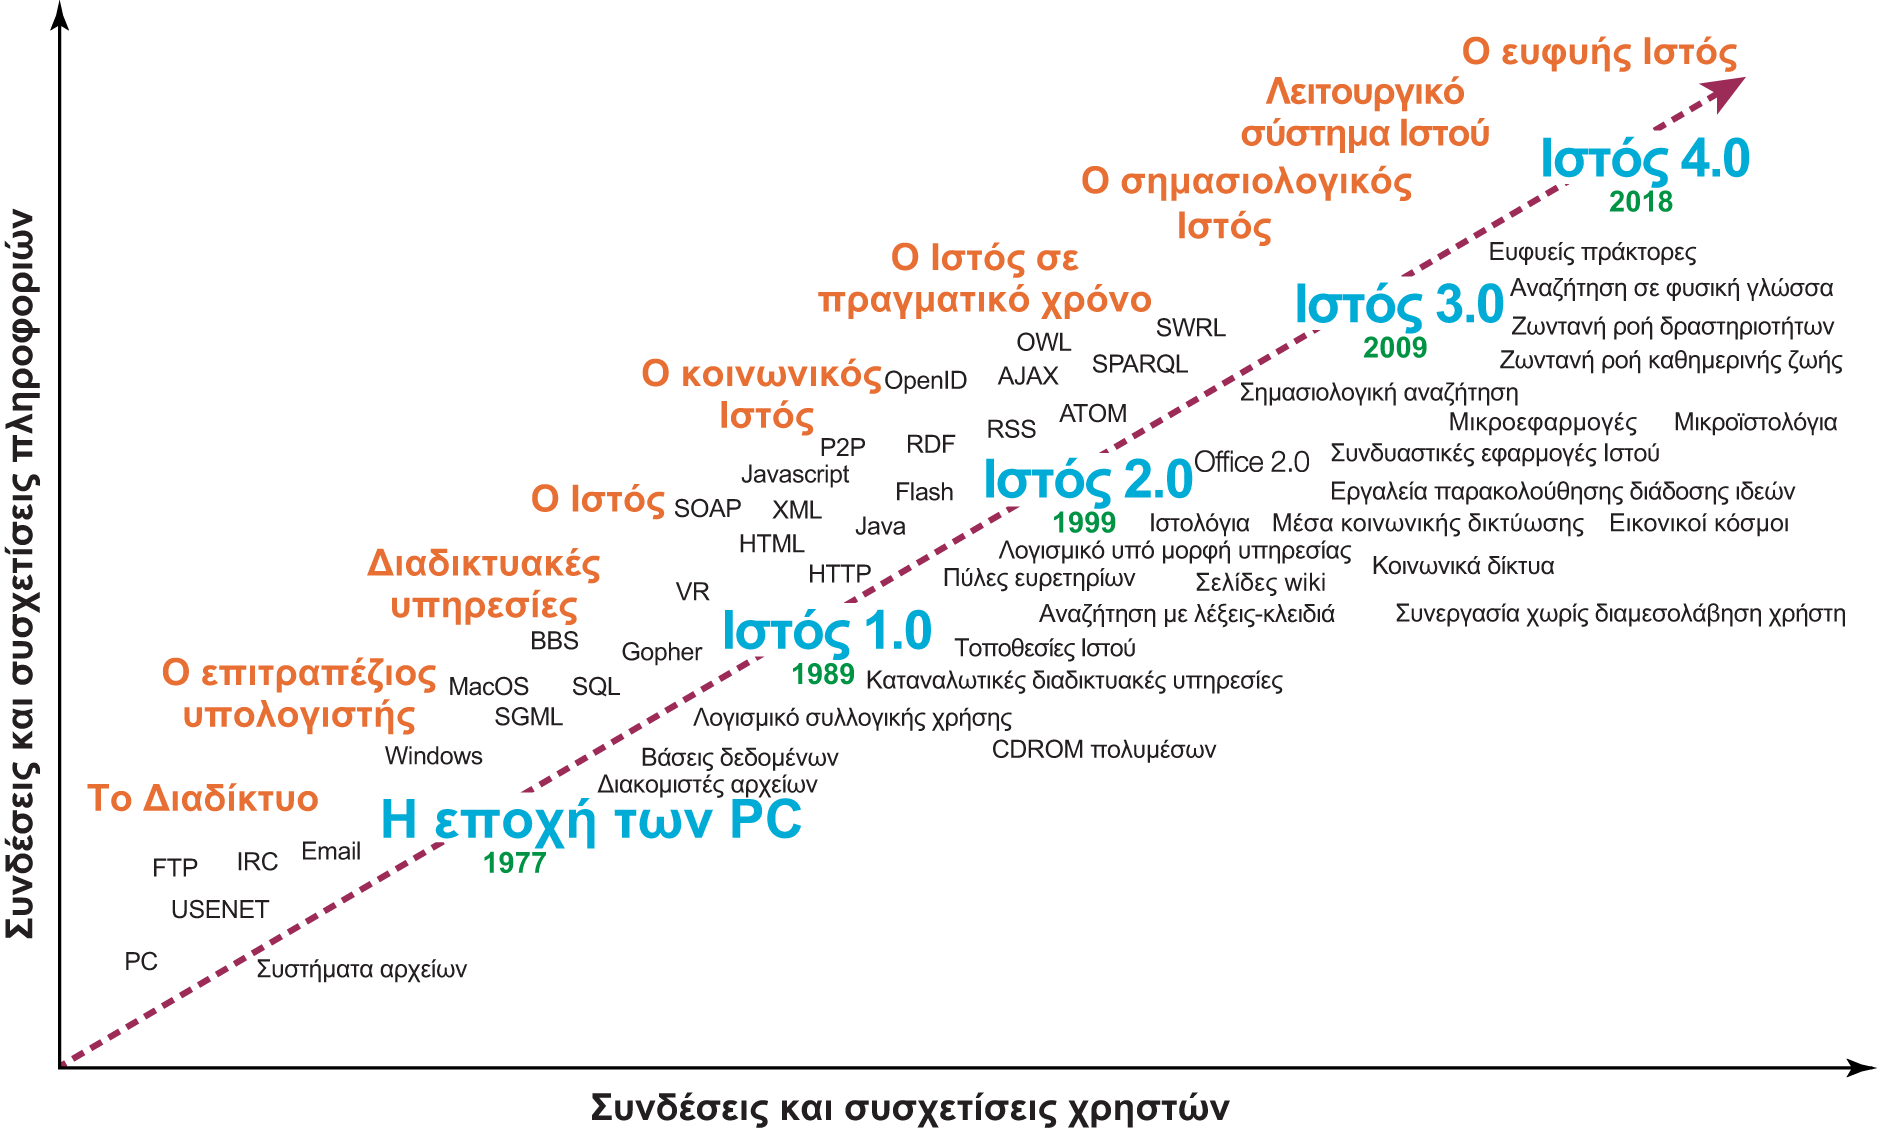 Ο ευφυής Ιστός
Λειτουργικό
σύστημα Ιστού
Ιστός 4.0
2018
Ο σημασιολογικός
Ιστός
Ευφυείς πράκτορες
Ο Ιστός σε
πραγματικό χρόνο
Ιστός 3.0
2009
Αναζήτηση σε φυσική γλώσσα
Ζωντανή ροή δραστηριοτήτων
Ζωντανή ροή καθημερινής ζωής
SWRL
OWL
SPARQL
AJAX
OpenID
Ο κοινωνικός
Ιστός
Σημασιολογική αναζήτηση
ATOM
RSS
Μικροεφαρμογές
Μικροϊστολόγια
P2P
RDF
Javascript
Ιστός 2.0
1999
Office 2.0
Συνδυαστικές εφαρμογές Ιστού
Flash
Εργαλεία παρακολούθησης διάδοσης ιδεών
Ο Ιστός
SOAP
XML
Java
Ιστολόγια
Μέσα κοινωνικής δικτύωσης
Εικονικοί κόσμοι
HTML
Λογισμικό υπό μορφή υπηρεσίας
Κοινωνικά δίκτυα
Διαδικτυακές
υπηρεσίες
HTTP
Πύλες ευρετηρίων
Σελίδες wiki
VR
Αναζήτηση με λέξεις-κλειδιά
Συνεργασία χωρίς διαμεσολάβηση χρήστη
Ιστός 1.0
1989
BBS
Gopher
Τοποθεσίες Ιστού
Καταναλωτικές διαδικτυακές υπηρεσίες
Ο επιτραπέζιος
υπολογιστής
MacOS
SQL
SGML
Λογισμικό συλλογικής χρήσης
Windows
Βάσεις δεδομένων
CDROM πολυμέσων
Διακομιστές αρχείων
Το Διαδίκτυο
Η εποχή των PC
1977
FTP
IRC
Email
USENET
PC
Συστήματα αρχείων
Συνδέσεις και συσχετίσεις πληροφοριών
Συνδέσεις και συσχετίσεις χρηστών